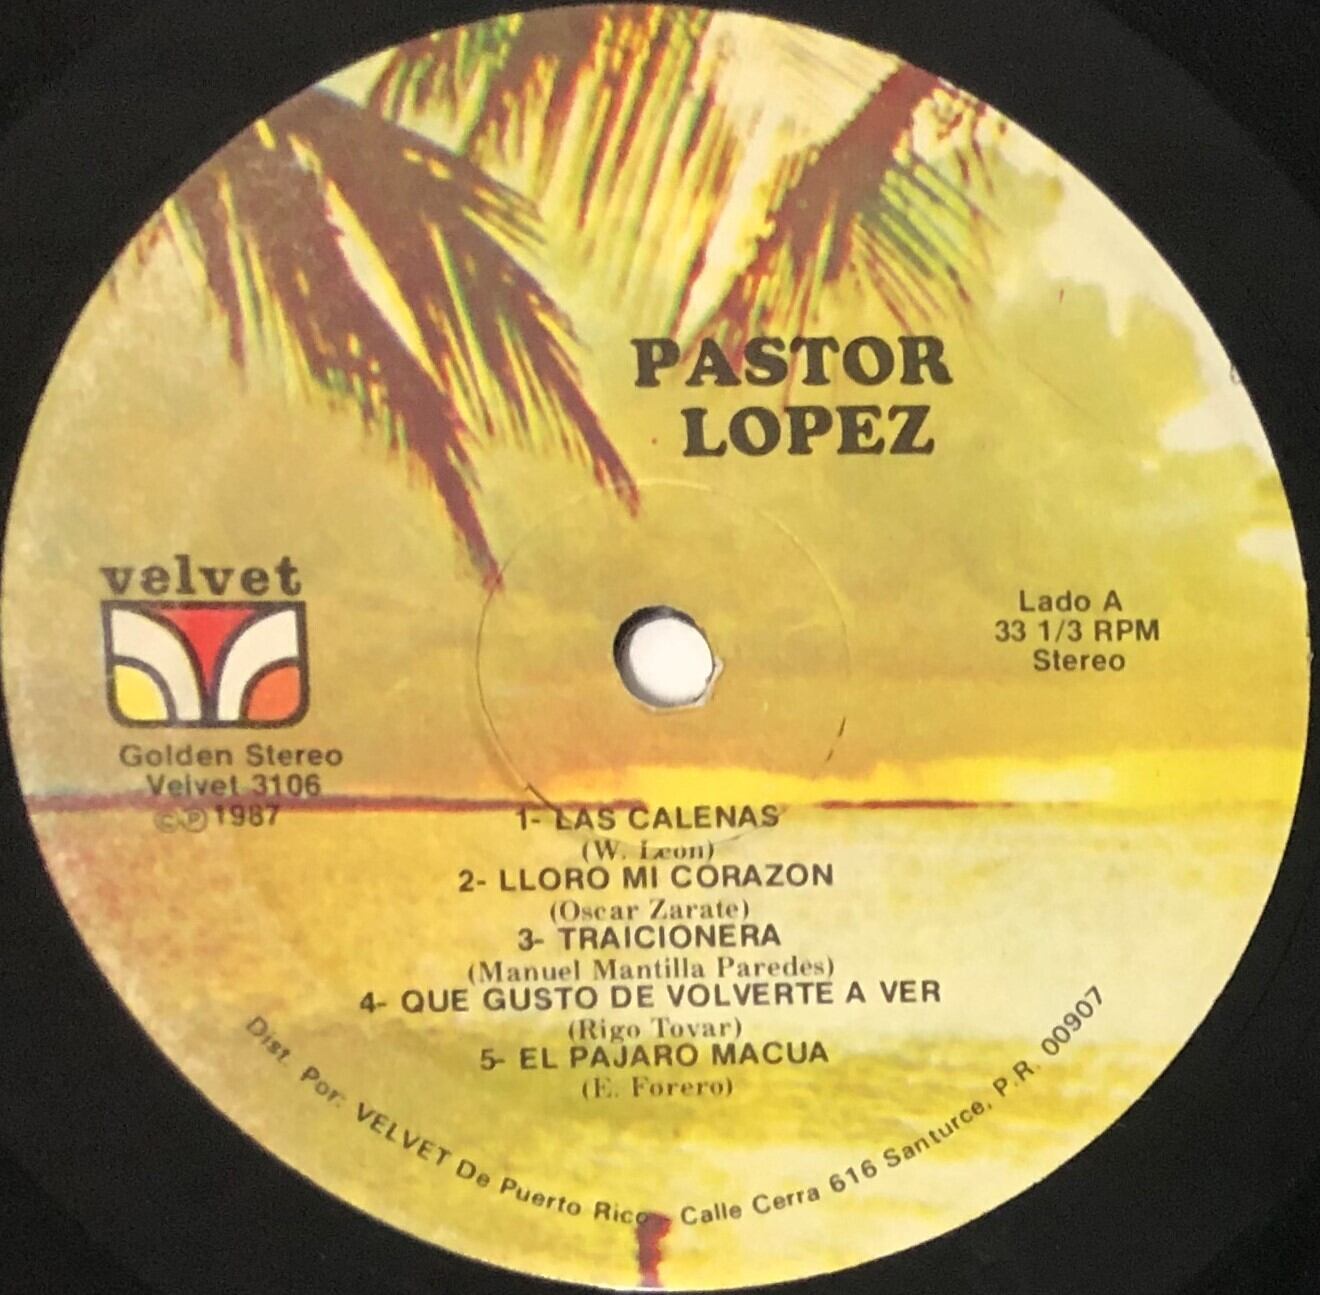 PASTOR
LOPEZ
velvet
Golden Stereo
Velvet 3106
©℗1987
Lado A
33 1/3 RPM
Stereo
1- LAS CALENAS
(W. Leon)
2- LLORO MI CORAZON
(Oscar Zarate)
3- TRAICIONERA
(Manuel Mantilla Paredes)
4- QUE GUSTO DE VOLVERTE A VER
(Rigo Tovar)
5- EL PAJARO MACUA
(E. Forero)
Dist. Por: VELVET De Puerto Rico - Calle Cerra 616 Santurce, P.R. 00907